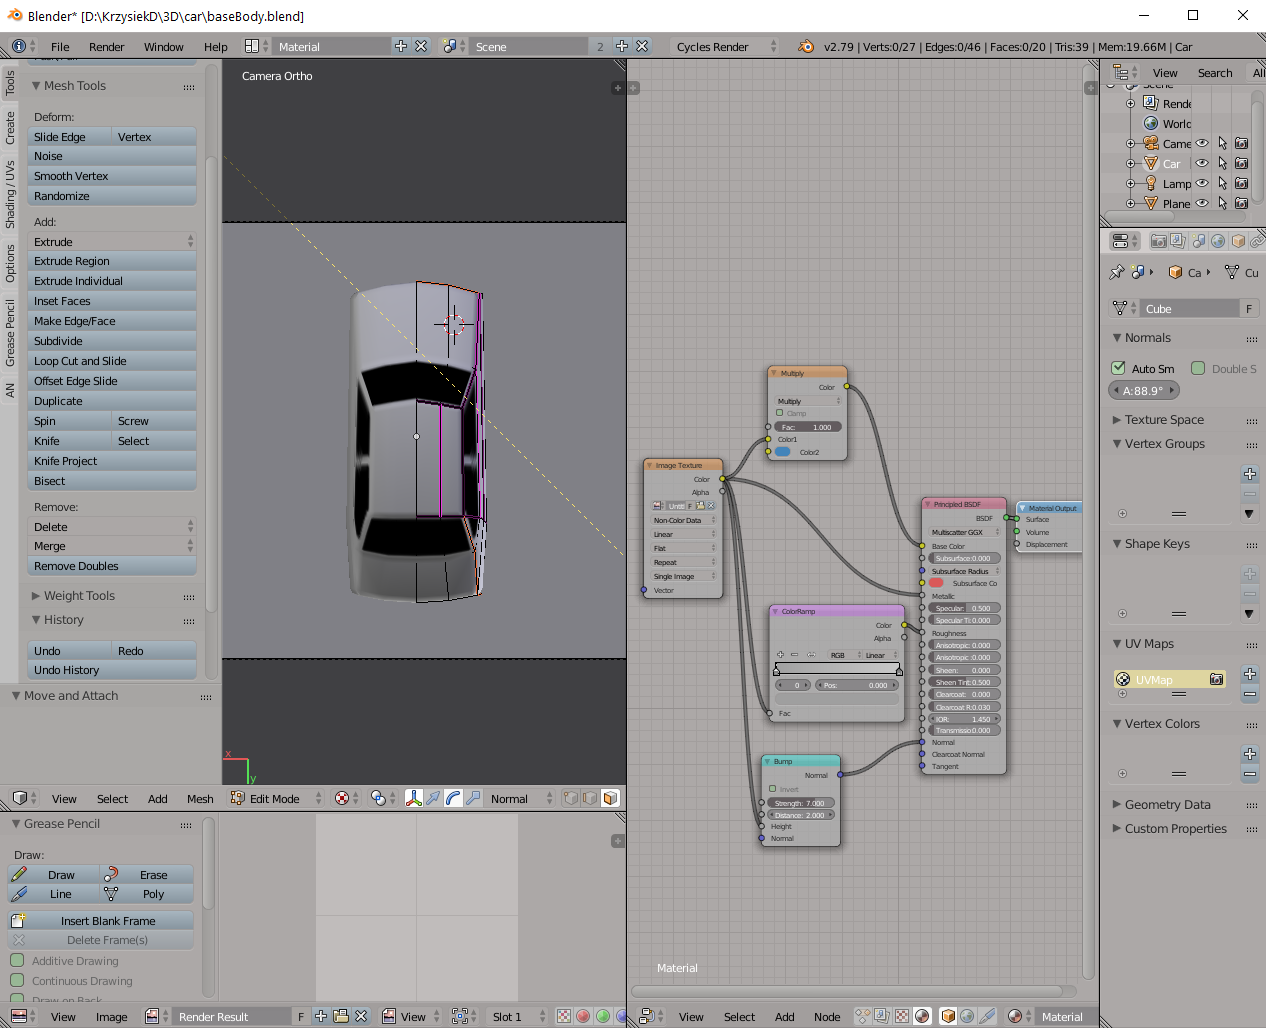 Blender* [D:\KrzysiekD\3D\car\baseBody.blend]
File Render Window Help Material Scene 2 Cycles Render v2.79 | Verts:0/27 | Edges:0/46 | Faces:0/20 | Tris:39 | Mem:19.66M | Car
Tools
Create
Shading / UVs
Options
Grease Pencil
AN
Mesh Tools
Deform:
Slide Edge Vertex
Noise
Smooth Vertex
Randomize
Add:
Extrude
Extrude Region
Extrude Individual
Inset Faces
Make Edge/Face
Subdivide
Loop Cut and Slide
Offset Edge Slide
Duplicate
Spin Screw
Knife Select
Knife Project
Bisect
Remove:
Delete
Merge
Remove Doubles
Weight Tools
History
Undo Redo
Undo History
Move and Attach
Camera Ortho
x
y
View Select Add Mesh Edit Mode Normal
Grease Pencil
Draw:
Draw Erase
Line Poly
Insert Blank Frame
Delete Frame(s)
Additive Drawing
Continuous Drawing
Draw on Back
View Image Render Result F View Slot 1
Multiply
Color
Multiply
Clamp
Fac: 1.000
Color1
Color2
Image Texture
Color
Alpha
Untit F
Non-Color Data
Linear
Flat
Repeat
Single Image
Vector
ColorRamp
Color
Alpha
RGB Linear
0 Pos: 0.000
Fac
Bump
Normal
Invert
Strength: 7.000
Distance: 2.000
Height
Normal
Principled BSDF
BSDF
Multiscatter GGX
Base Color
Subsurface:0.000
Subsurface Radius
Subsurface Co
Metallic
Specular: 0.500
Specular Ti:0.000
Roughness
Anisotropic:0.000
Anisotropic :0.000
Sheen: 0.000
Sheen Tint:0.500
Clearcoat: 0.000
Clearcoat R:0.030
IOR: 1.450
Transmissio:0.000
Normal
Clearcoat Normal
Tangent
Material Output
Surface
Volume
Displacement
Material
View Select Add Node Material
View Search All
Scene
Rende
World
Came
Car
Lamp
Plane
Ca Cu
Cube F
Normals
Auto Sm Double S
A:88.9°
Texture Space
Vertex Groups
Shape Keys
UV Maps
UVMap
Vertex Colors
Geometry Data
Custom Properties